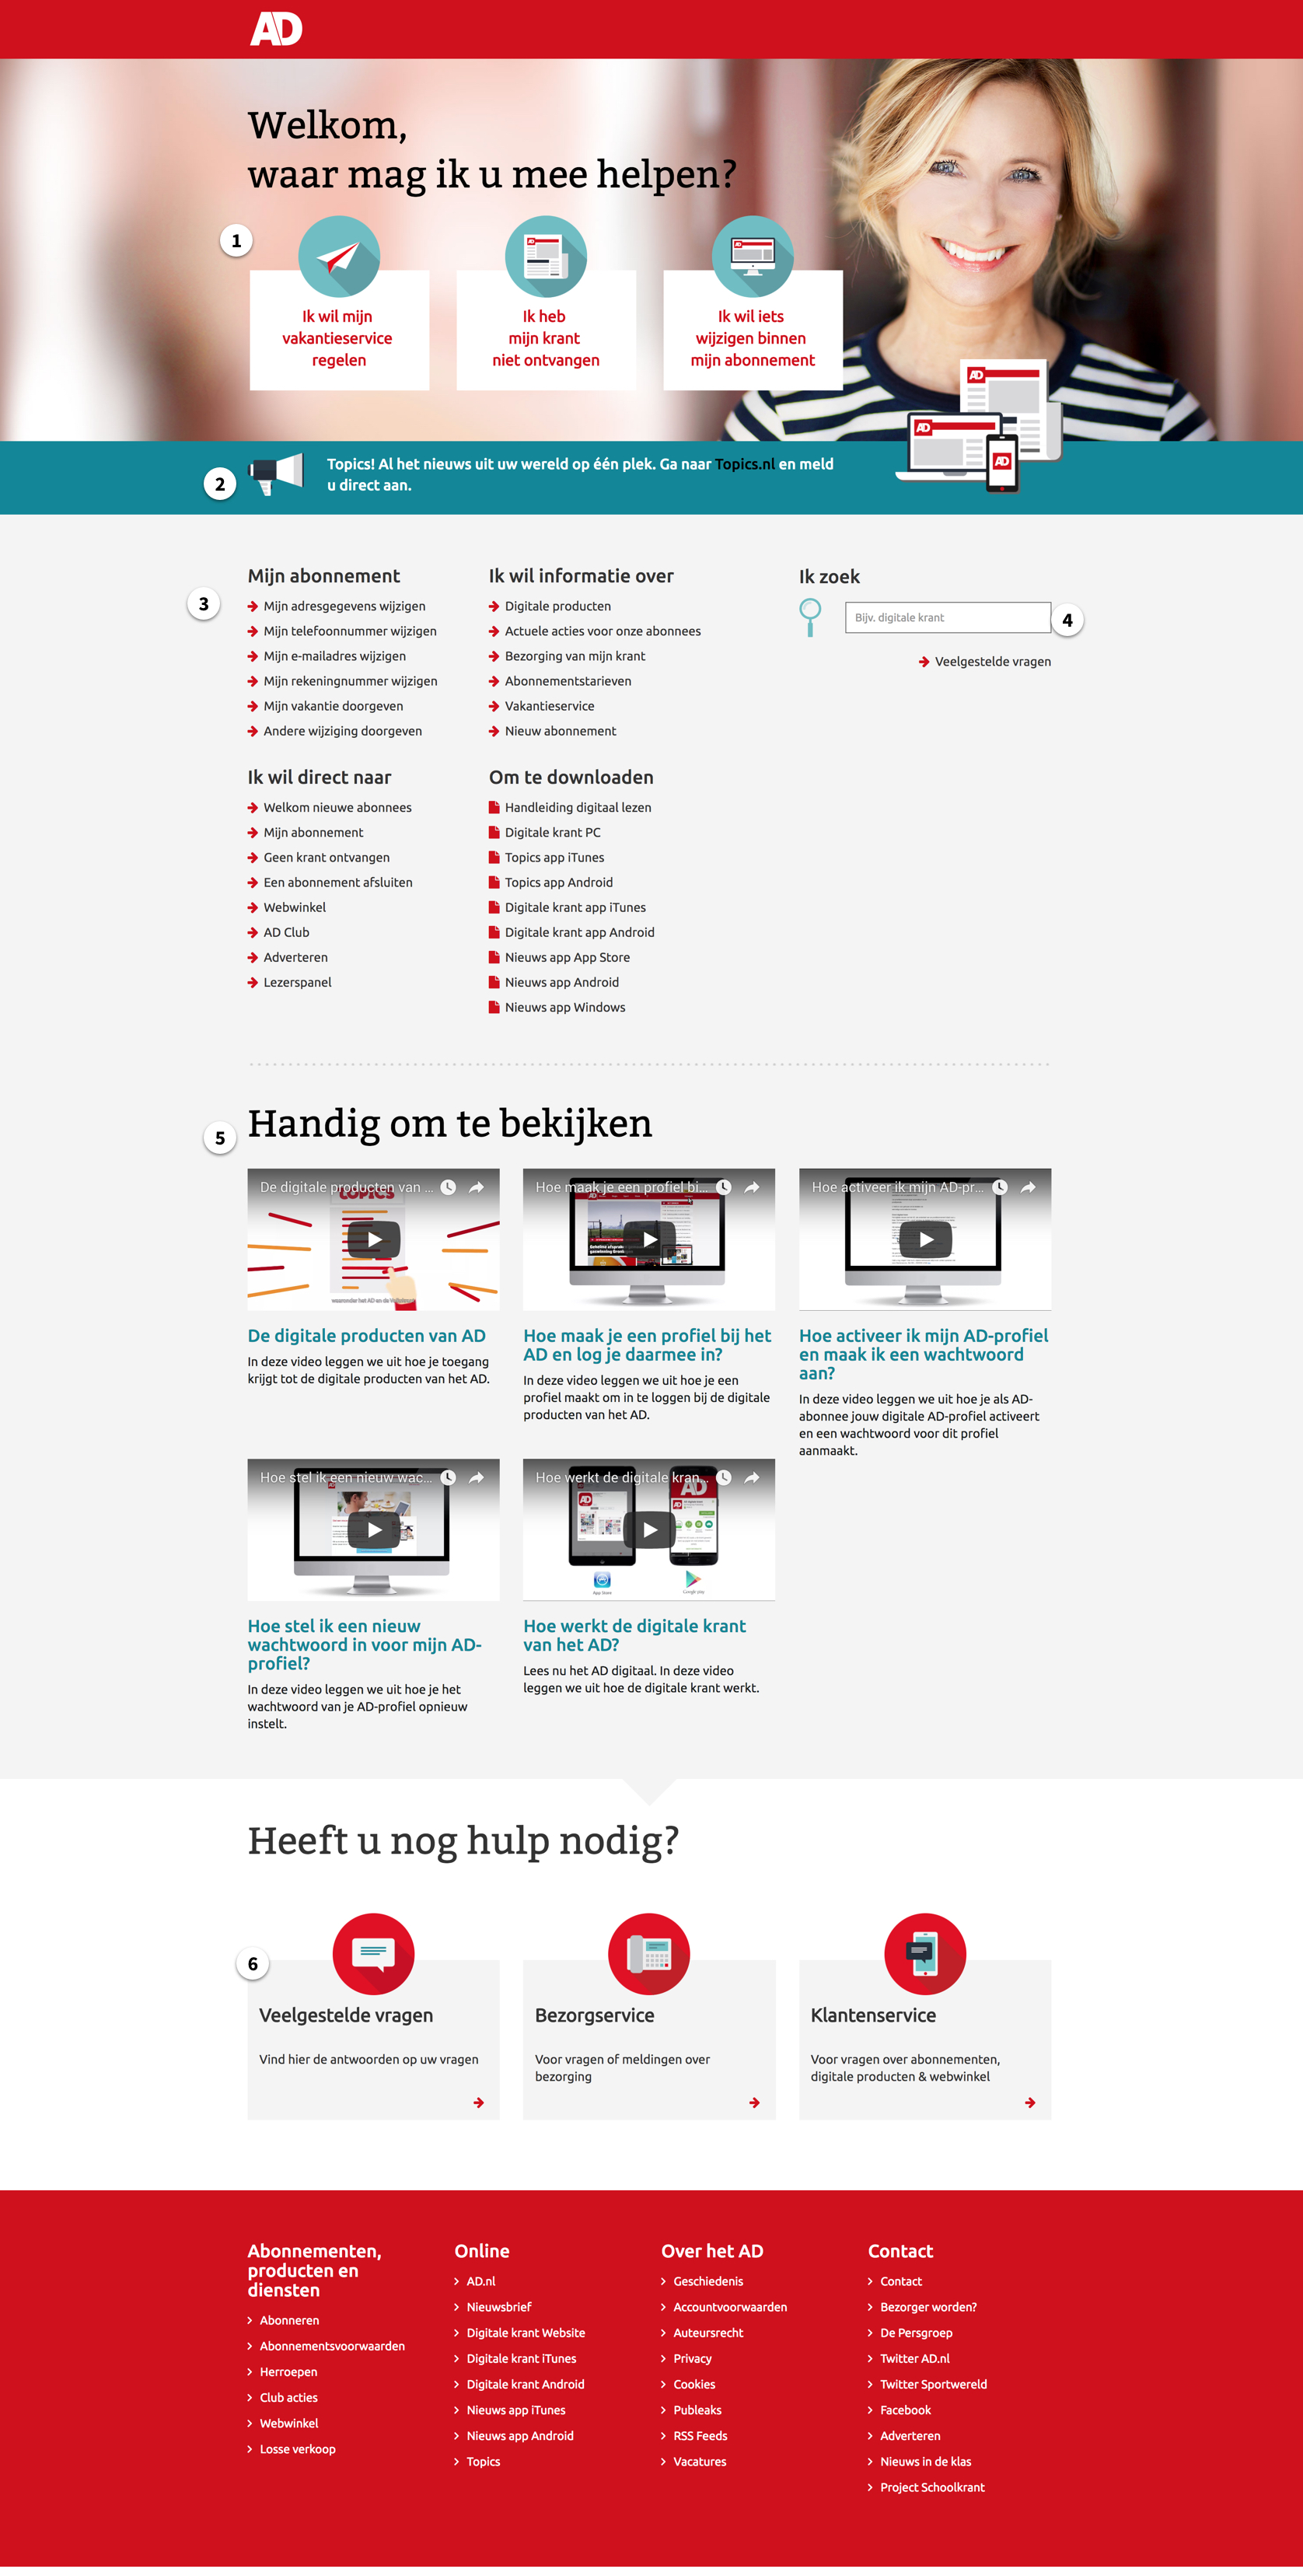 AD
Welkom,
waar mag ik u mee helpen?
1
Ik wil mijn
vakantieservice
regelen
Ik heb
mijn krant
niet ontvangen
Ik wil iets
wijzigen binnen
mijn abonnement
2
Topics! Al het nieuws uit uw wereld op één plek. Ga naar Topics.nl en meld
u direct aan.
AD
AD
AD
3
Mijn abonnement
Mijn adresgegevens wijzigen
Mijn telefoonnummer wijzigen
Mijn e-mailadres wijzigen
Mijn rekeningnummer wijzigen
Mijn vakantie doorgeven
Andere wijziging doorgeven
Ik wil informatie over
Digitale producten
Actuele acties voor onze abonnees
Bezorging van mijn krant
Abonnementstarieven
Vakantieservice
Nieuw abonnement
Ik zoek
Bijv. digitale krant
4
Veelgestelde vragen
Ik wil direct naar
Welkom nieuwe abonnees
Mijn abonnement
Geen krant ontvangen
Een abonnement afsluiten
Webwinkel
AD Club
Adverteren
Lezerspanel
Om te downloaden
Handleiding digitaal lezen
Digitale krant PC
Topics app iTunes
Topics app Android
Digitale krant app iTunes
Digitale krant app Android
Nieuws app App Store
Nieuws app Android
Nieuws app Windows
5
Handig om te bekijken
De digitale producten van ...
topics
De digitale producten van AD
In deze video leggen we uit hoe je toegang
krijgt tot de digitale producten van het AD.
Hoe maak je een profiel bi...
Hoe maak je een profiel bij het
AD en log je daarmee in?
In deze video leggen we uit hoe je een
profiel maakt om in te loggen bij de digitale
producten van het AD.
Hoe activeer ik mijn AD-pr...
Hoe activeer ik mijn AD-profiel
en maak ik een wachtwoord
aan?
In deze video leggen we uit hoe je als AD-
abonnee jouw digitale AD-profiel activeert
en een wachtwoord voor dit profiel
aanmaakt.
Hoe stel ik een nieuw wac...
Hoe stel ik een nieuw
wachtwoord in voor mijn AD-
profiel?
In deze video leggen we uit hoe je het
wachtwoord van je AD-profiel opnieuw
instelt.
Hoe werkt de digitale kran...
AD
App Store
Google play
Hoe werkt de digitale krant
van het AD?
Lees nu het AD digitaal. In deze video
leggen we uit hoe de digitale krant werkt.
Heeft u nog hulp nodig?
6
Veelgestelde vragen
Vind hier de antwoorden op uw vragen
Bezorgservice
Voor vragen of meldingen over
bezorging
Klantenservice
Voor vragen over abonnementen,
digitale producten & webwinkel
Abonnementen,
producten en
diensten
Abonneren
Abonnementsvoorwaarden
Herroepen
Club acties
Webwinkel
Losse verkoop
Online
AD.nl
Nieuwsbrief
Digitale krant Website
Digitale krant iTunes
Digitale krant Android
Nieuws app iTunes
Nieuws app Android
Topics
Over het AD
Geschiedenis
Accountvoorwaarden
Auteursrecht
Privacy
Cookies
Publeaks
RSS Feeds
Vacatures
Contact
Contact
Bezorger worden?
De Persgroep
Twitter AD.nl
Twitter Sportwereld
Facebook
Adverteren
Nieuws in de klas
Project Schoolkrant